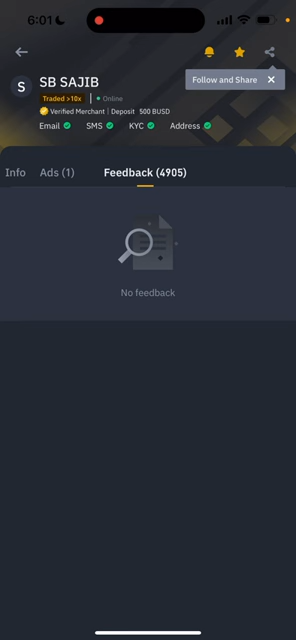 6:01
SB SAJIB
S
Follow and Share
Traded >10x | Online
Verified Merchant | Deposit 500 BUSD
Email SMS KYC Address
Info Ads (1) Feedback (4905)
No feedback